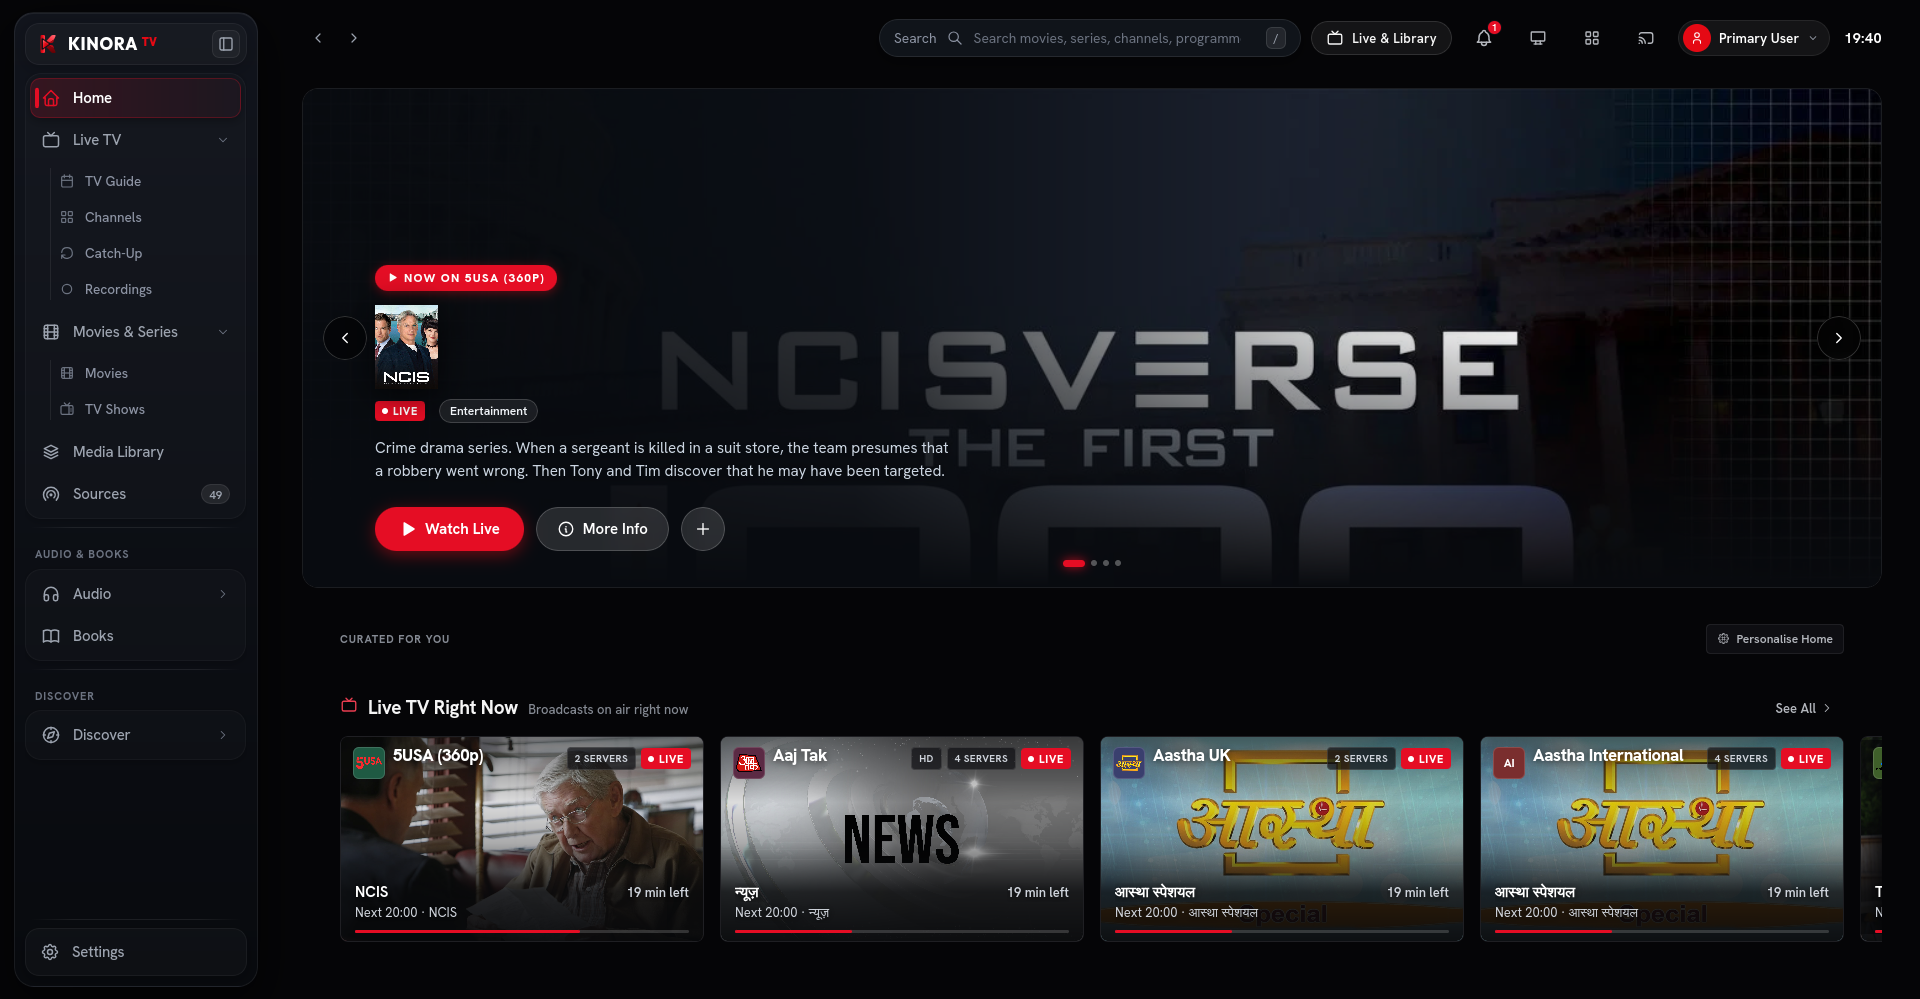 KINORA TV
Search
Search movies, series, channels, programm
/
Live & Library
1
Primary User
19:40
Home
Live TV
TV Guide
Channels
Catch-Up
Recordings
Movies & Series
Movies
TV Shows
Media Library
Sources
49
AUDIO & BOOKS
Audio
Books
DISCOVER
Discover
Settings
NOW ON 5USA (360P)
NCIS
LIVE
Entertainment
Crime drama series. When a sergeant is killed in a suit store, the team presumes that
a robbery went wrong. Then Tony and Tim discover that he may have been targeted.
Watch Live
More Info
NCISVERSE
THE FIRST
CURATED FOR YOU
Personalise Home
Live TV Right Now
Broadcasts on air right now
See All
5USA
5USA (360p)
2 SERVERS
LIVE
NCIS
19 min left
Next 20:00 · NCIS
Aaj Tak
HD
4 SERVERS
LIVE
NEWS
न्यूज़
19 min left
Next 20:00 · न्यूज़
आस्था
Aastha UK
2 SERVERS
LIVE
आस्था
आस्था स्पेशयल
19 min left
Next 20:00 · आस्था स्पेशयल
Special
AI
Aastha International
4 SERVERS
LIVE
आस्था
आस्था स्पेशयल
19 min left
Next 20:00 · आस्था स्पेशयल
Special